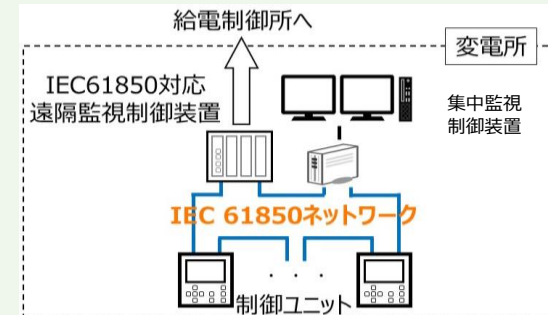 給電制御所へ
変電所
IEC61850対応
遠隔監視制御装置
集中監視
制御装置
IEC 61850ネットワーク
・・・
制御ユニット